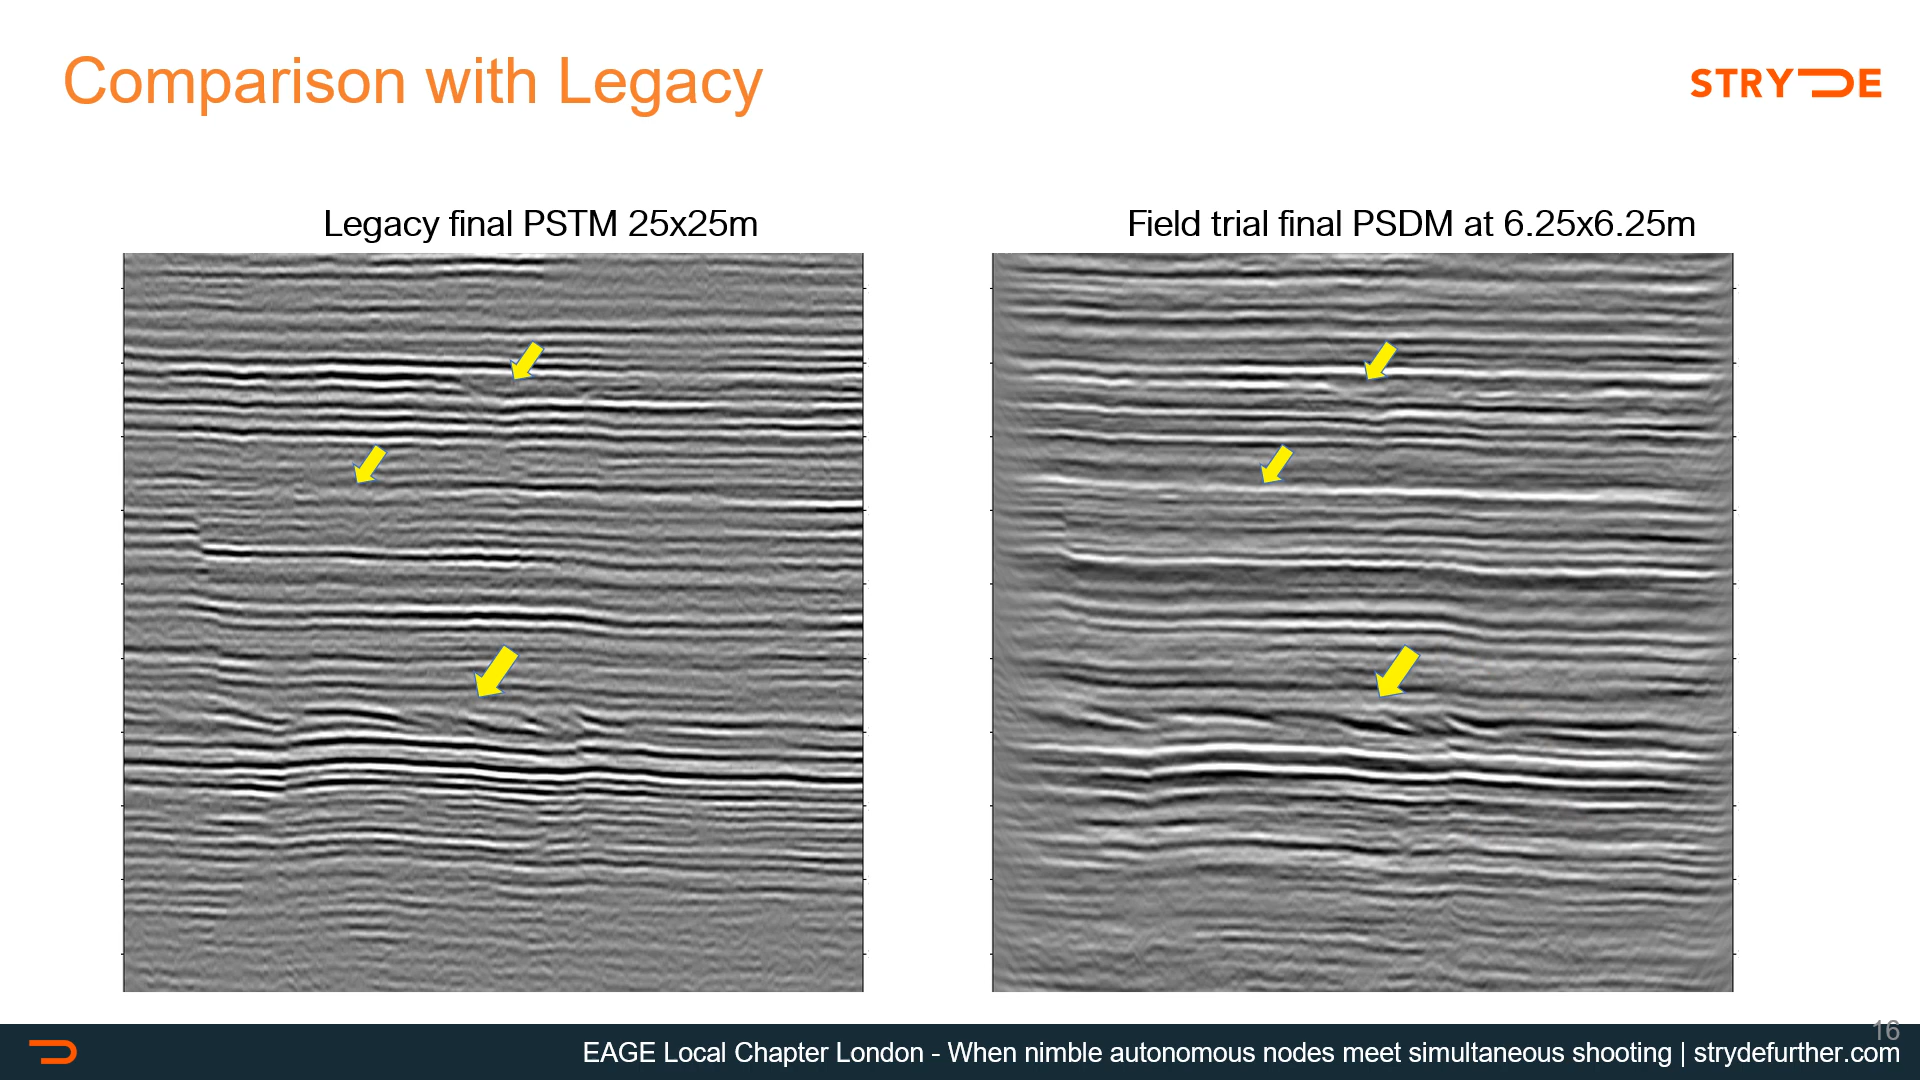 Comparison with Legacy
STRYDE
Legacy final PSTM 25x25m
Field trial final PSDM at 6.25x6.25m
16
EAGE Local Chapter London - When nimble autonomous nodes meet simultaneous shooting | strydefurther.com